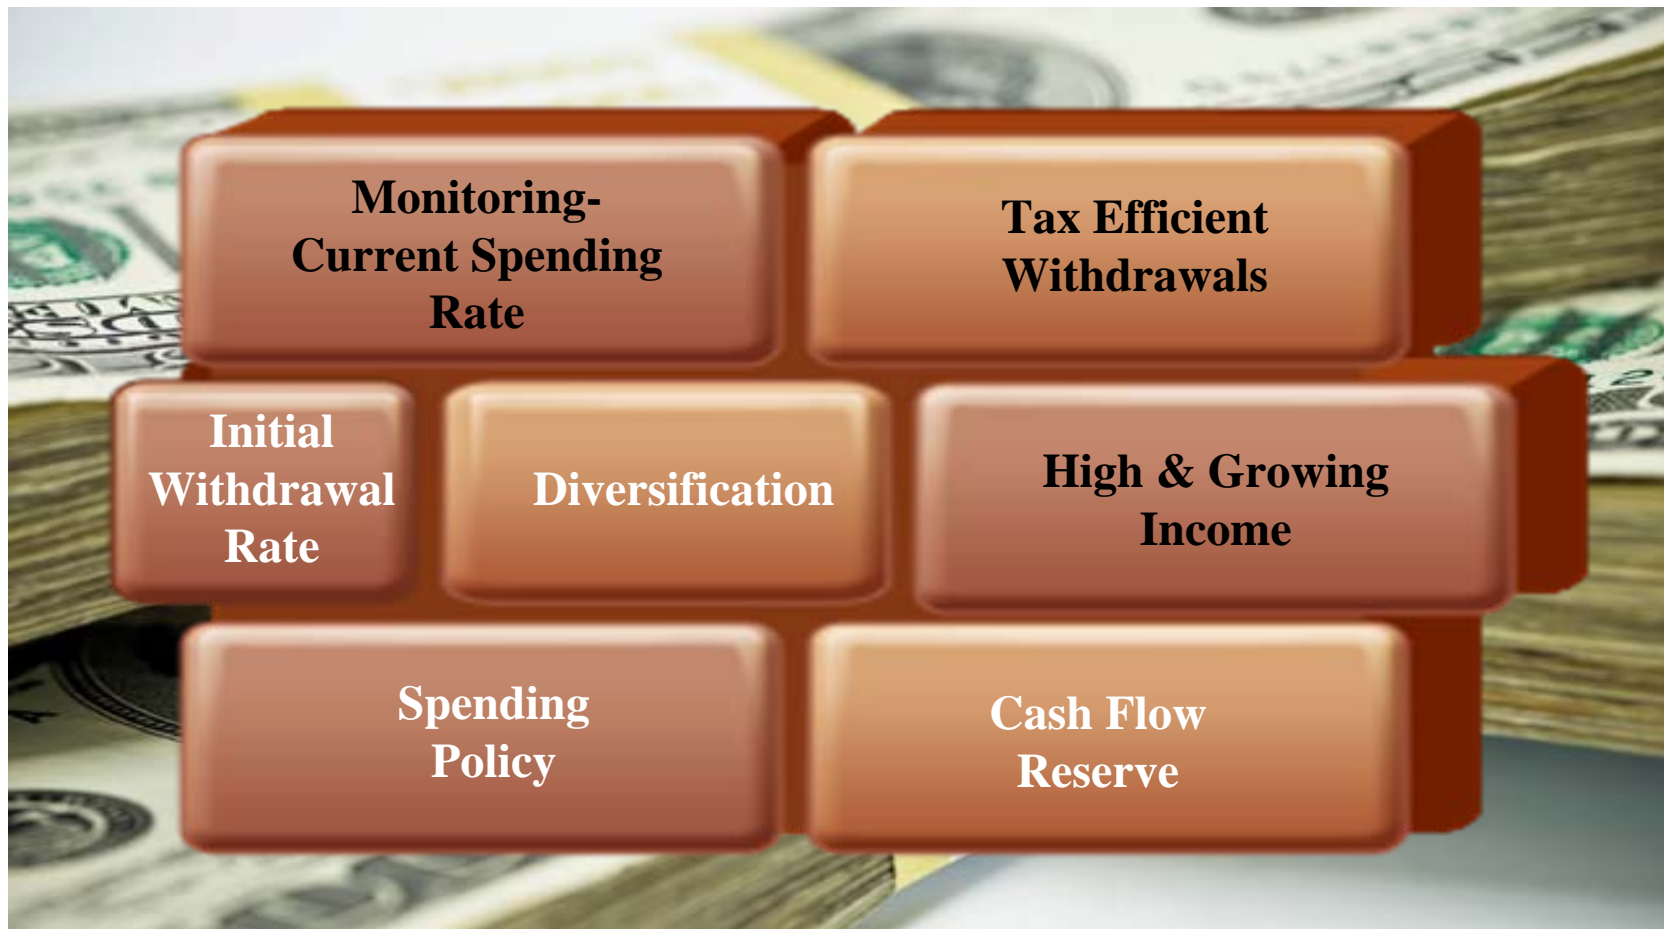 Monitoring-
Current Spending
Rate
Tax Efficient
Withdrawals
Initial
Withdrawal
Rate
Diversification
High & Growing
Income
Spending
Policy
Cash Flow
Reserve